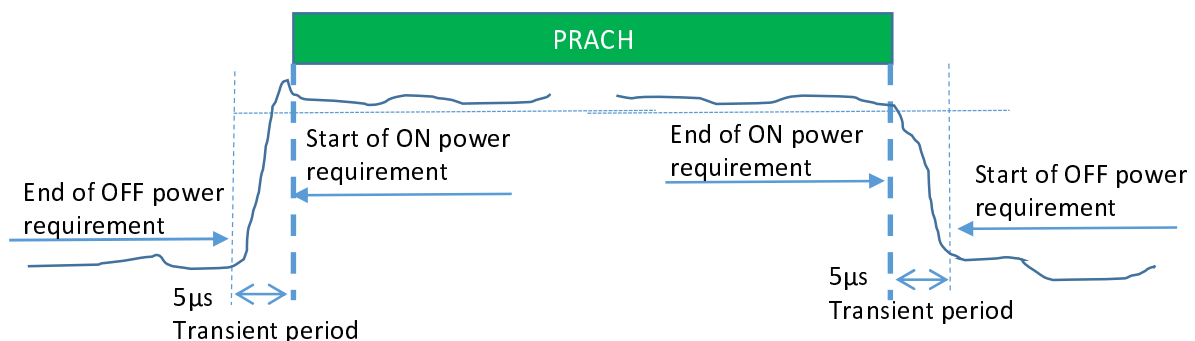 PRACH
Start of ON power
requirement
End of ON power
requirement
End of OFF power
requirement
Start of OFF power
requirement
5µs
Transient period
5µs
Transient period